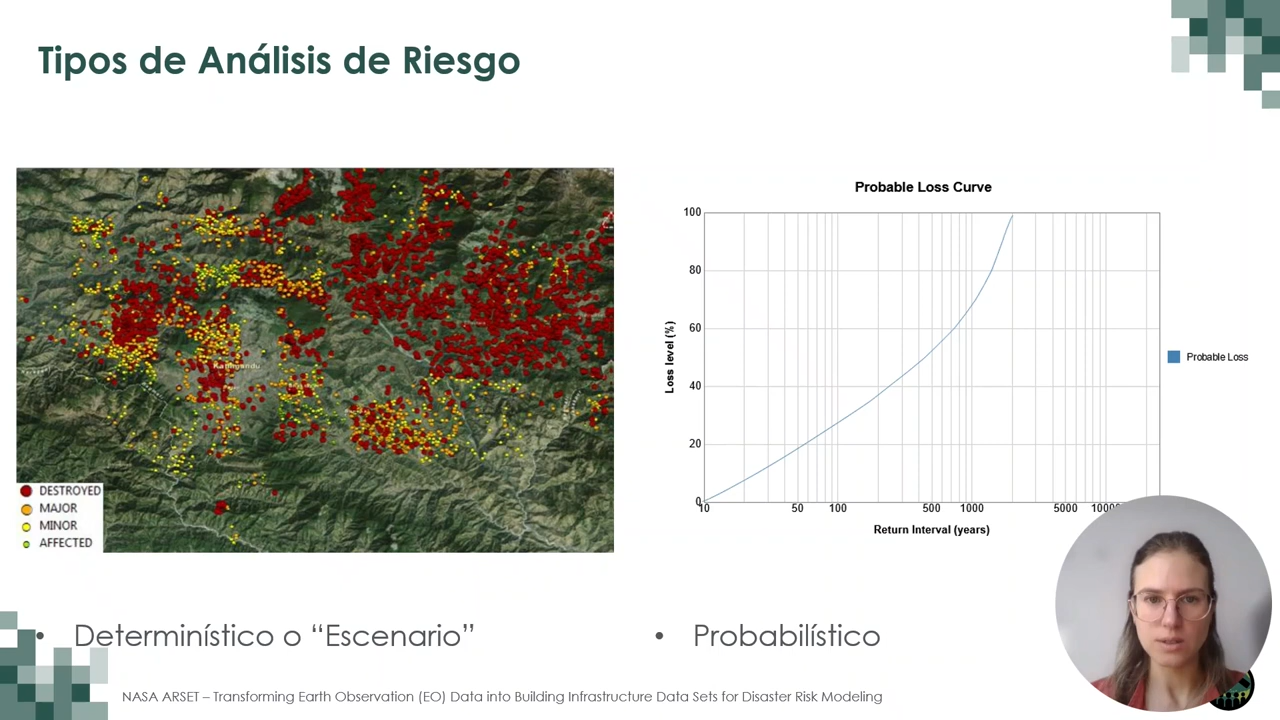 Tipos de Análisis de Riesgo
Kathmandu
DESTROYED
MAJOR
MINOR
AFFECTED
Probable Loss Curve
Loss level (%)
100
80
60
40
20
0
10
50
100
500
1000
5000
Return Interval (years)
Probable Loss
• Determinístico o “Escenario”
• Probabilístico
NASA ARSET – Transforming Earth Observation (EO) Data into Building Infrastructure Data Sets for Disaster Risk Modeling